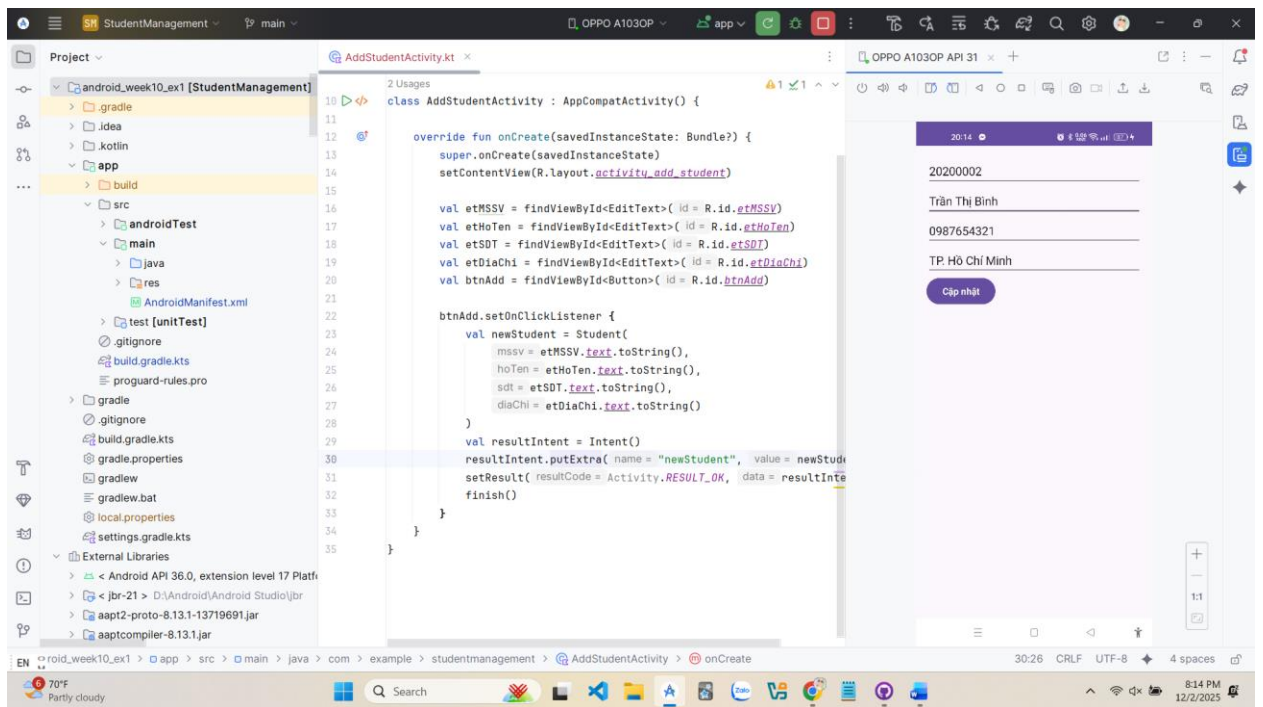 SM StudentManagement main OPPO A103OP app
Project
android_week10_ex1 [StudentManagement]
.gradle
.idea
.kotlin
app
build
src
androidTest
main
java
res
AndroidManifest.xml
test [unitTest]
.gitignore
build.gradle.kts
proguard-rules.pro
gradle
.gitignore
build.gradle.kts
gradle.properties
gradlew
gradlew.bat
local.properties
settings.gradle.kts
External Libraries
< Android API 36.0, extension level 17 Platf
< jbr-21 > D:\Android\Android Studio\jbr
aapt2-proto-8.13.1-13719691.jar
aaptcompiler-8.13.1.jar
AddStudentActivity.kt
2 Usages
1 1
10 class AddStudentActivity : AppCompatActivity() {
11
12 override fun onCreate(savedInstanceState: Bundle?) {
13 super.onCreate(savedInstanceState)
14 setContentView(R.layout.activity_add_student)
15
16 val etMSSV = findViewById<EditText>( id = R.id.etMSSV)
17 val etHoTen = findViewById<EditText>( id = R.id.etHoTen)
18 val etSDT = findViewById<EditText>( id = R.id.etSDT)
19 val etDiaChi = findViewById<EditText>( id = R.id.etDiaChi)
20 val btnAdd = findViewById<Button>( id = R.id.btnAdd)
21
22 btnAdd.setOnClickListener {
23 val newStudent = Student(
24 mssv = etMSSV.text.toString(),
25 hoTen = etHoTen.text.toString(),
26 sdt = etSDT.text.toString(),
27 diaChi = etDiaChi.text.toString()
28 )
29 val resultIntent = Intent()
30 resultIntent.putExtra( name = "newStudent", value = newStude
31 setResult( resultCode = Activity.RESULT_OK, data = resultInte
32 finish()
33 }
34 }
35 }
OPPO A103OP API 31
20:14
20200002
Trần Thị Bình
0987654321
TP. Hồ Chí Minh
Cập nhật
1:1
EN roid_week10_ex1 > app > src > main > java > com > example > studentmanagement > AddStudentActivity > onCreate 30:26 CRLF UTF-8 4 spaces
6 70°F
Partly cloudy
Search
Zalo
8:14 PM
12/2/2025